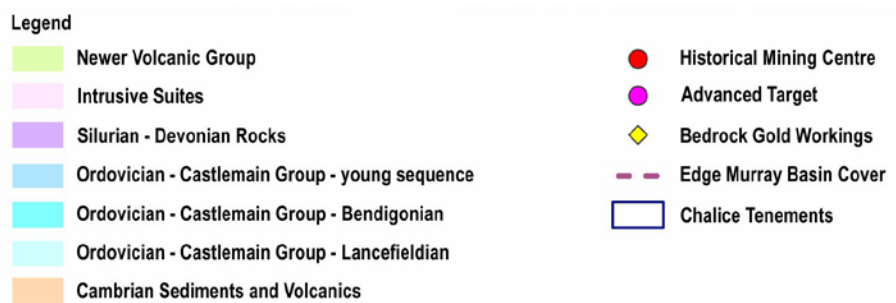 Legend
Newer Volcanic Group
Intrusive Suites
Silurian - Devonian Rocks
Ordovician - Castlemain Group - young sequence
Ordovician - Castlemain Group - Bendigonian
Ordovician - Castlemain Group - Lancefieldian
Cambrian Sediments and Volcanics
Historical Mining Centre
Advanced Target
Bedrock Gold Workings
Edge Murray Basin Cover
Chalice Tenements